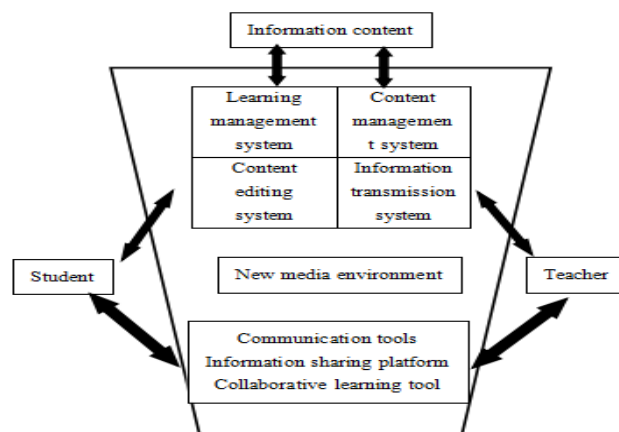 Information content
Learning
management
system
Content
managemen
t system
Content
editing
system
Information
transmission
system
Student
New media environment
Teacher
Communication tools
Information sharing platform
Collaborative learning tool